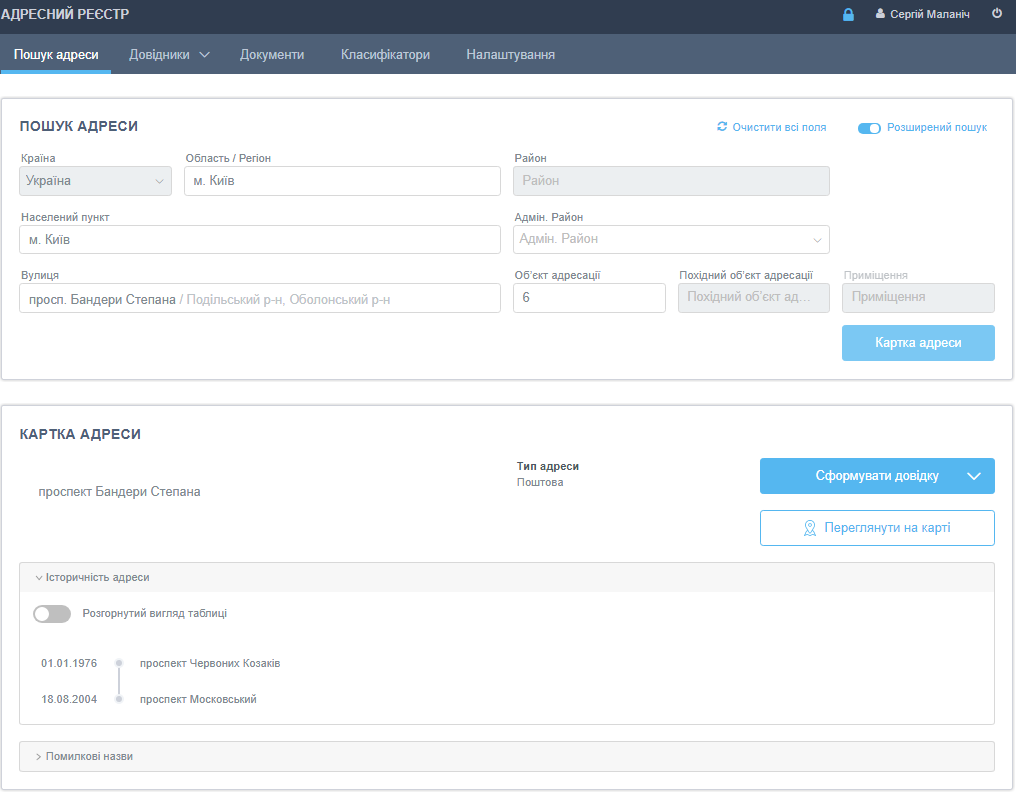 АДРЕСНИЙ РЕЄСТР
Сергій Маланіч
Пошук адреси Довідники Документи Класифікатори Налаштування
ПОШУК АДРЕСИ
Очистити всі поля Розширений пошук
Країна Область / Регіон Район
Україна м. Київ Район
Населений пункт Адмін. Район
м. Київ Адмін. Район
Вулиця Об'єкт адресації Похідний об'єкт адресації Приміщення
просп. Бандери Степана / Подільський р-н, Оболонський р-н 6 Похідний об'єкт ад... Приміщення
Картка адреси
КАРТКА АДРЕСИ
Тип адреси
Поштова
Сформувати довідку
проспект Бандери Степана
Переглянути на карті
Історичність адреси
Розгорнутий вигляд таблиці
01.01.1976 проспект Червоних Козаків
18.08.2004 проспект Московський
Помилкові назви